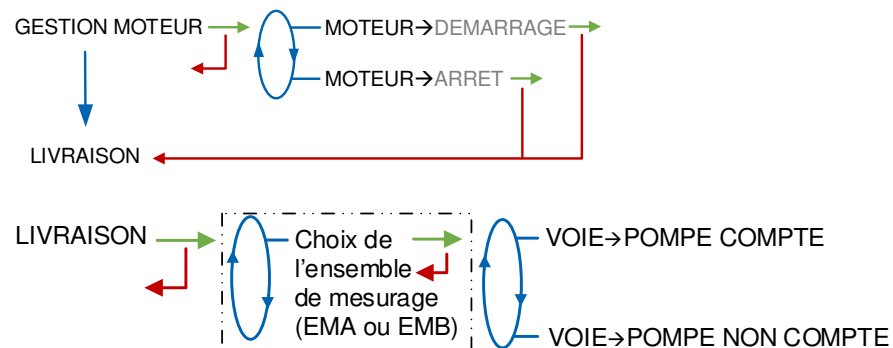 GESTION MOTEUR
MOTEUR→DEMARRAGE
MOTEUR→ARRET
LIVRAISON
LIVRAISON
Choix de
l'ensemble
de mesurage
(EMA ou EMB)
VOIE→POMPE COMPTE
VOIE→POMPE NON COMPTE